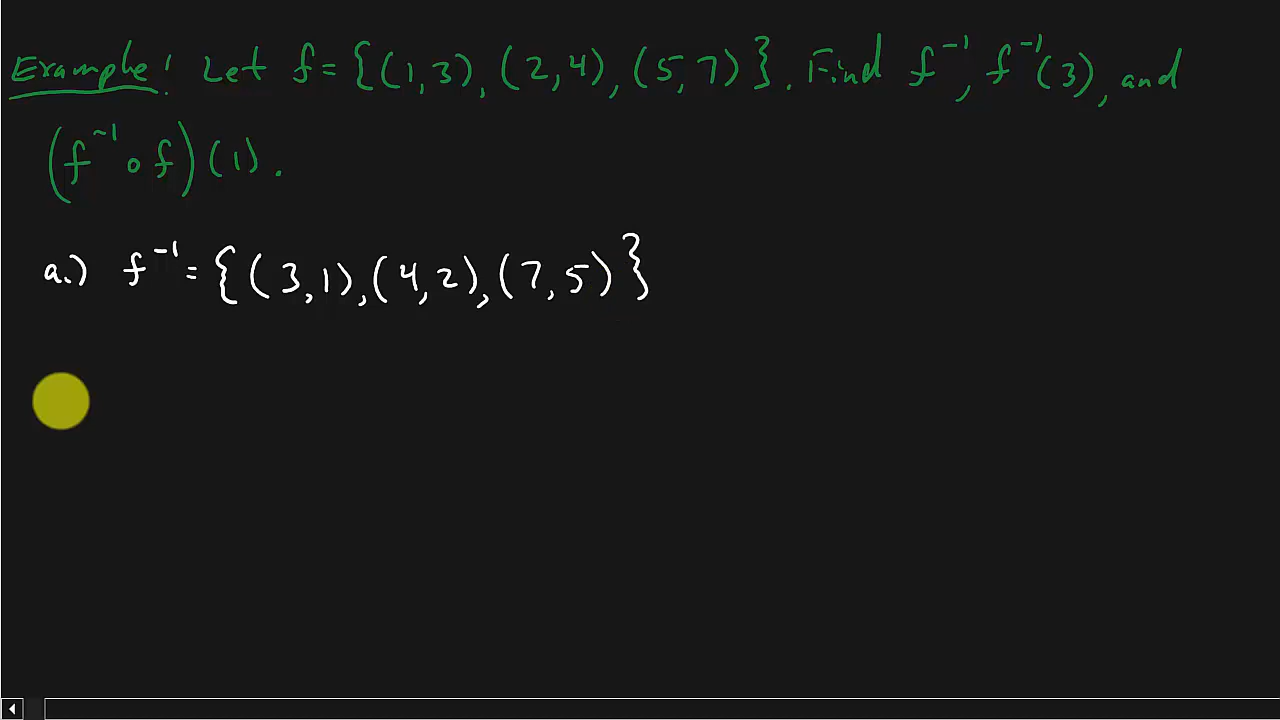 Example! Let f = {(1,3), (2,4), (5,7)}. Find f⁻¹, f⁻¹(3), and
(f⁻¹ ∘ f)(1).
a.) f⁻¹ = {(3,1), (4,2), (7,5)}